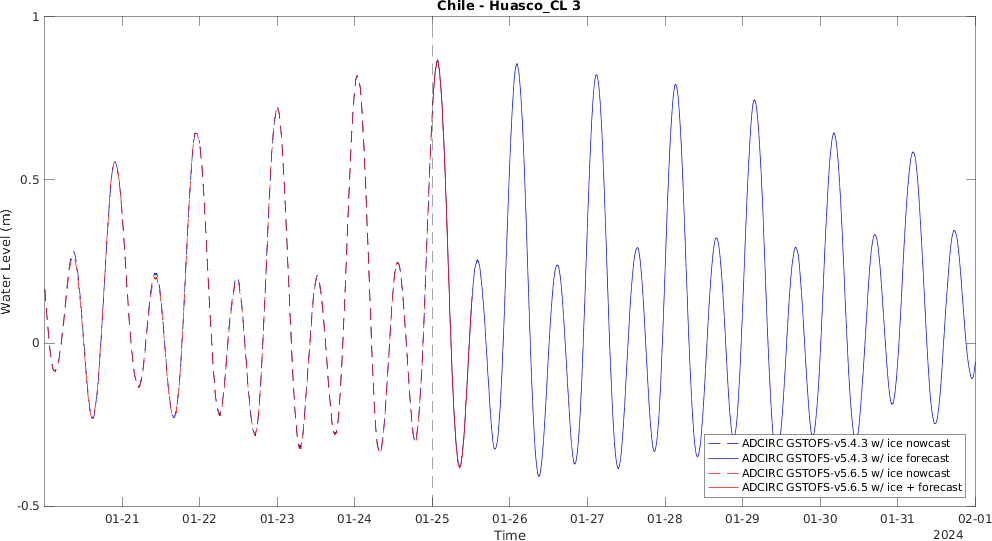 Chile - Huasco_CL 3
1
0.5
0
-0.5
Water Level (m)
01-21 01-22 01-23 01-24 01-25 01-26 01-27 01-28 01-29 01-30 01-31 02-01
Time
2024
ADCIRC GSTOFS-v5.4.3 w/ ice nowcast
ADCIRC GSTOFS-v5.4.3 w/ ice forecast
ADCIRC GSTOFS-v5.6.5 w/ ice nowcast
ADCIRC GSTOFS-v5.6.5 w/ ice + forecast